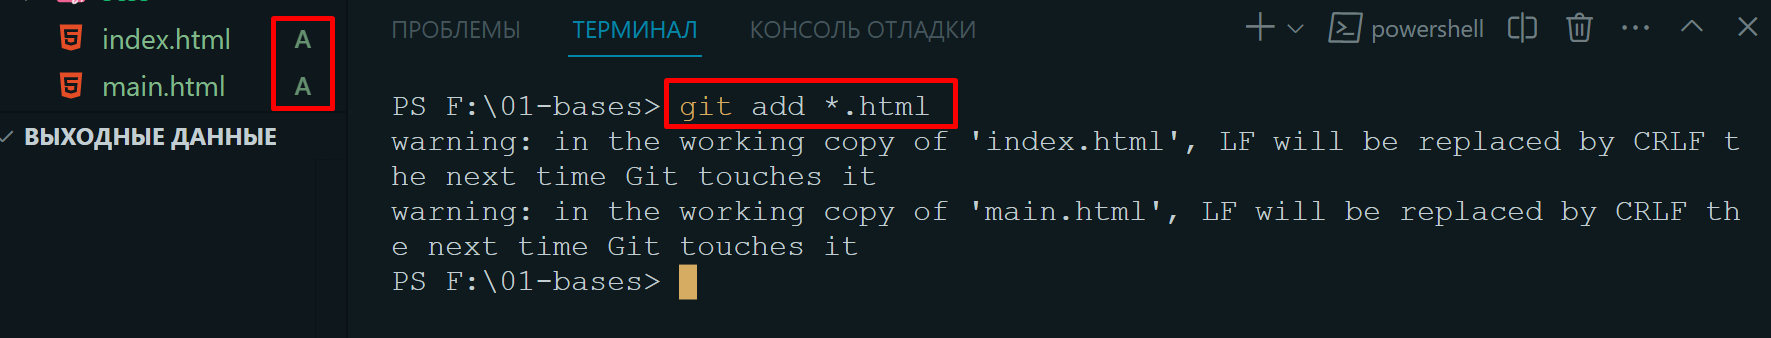 index.html A
main.html A
ВЫХОДНЫЕ ДАННЫЕ
ПРОБЛЕМЫ ТЕРМИНАЛ КОНСОЛЬ ОТЛАДКИ powershell
PS F:\01-bases> git add *.html
warning: in the working copy of 'index.html', LF will be replaced by CRLF t
he next time Git touches it
warning: in the working copy of 'main.html', LF will be replaced by CRLF th
e next time Git touches it
PS F:\01-bases>